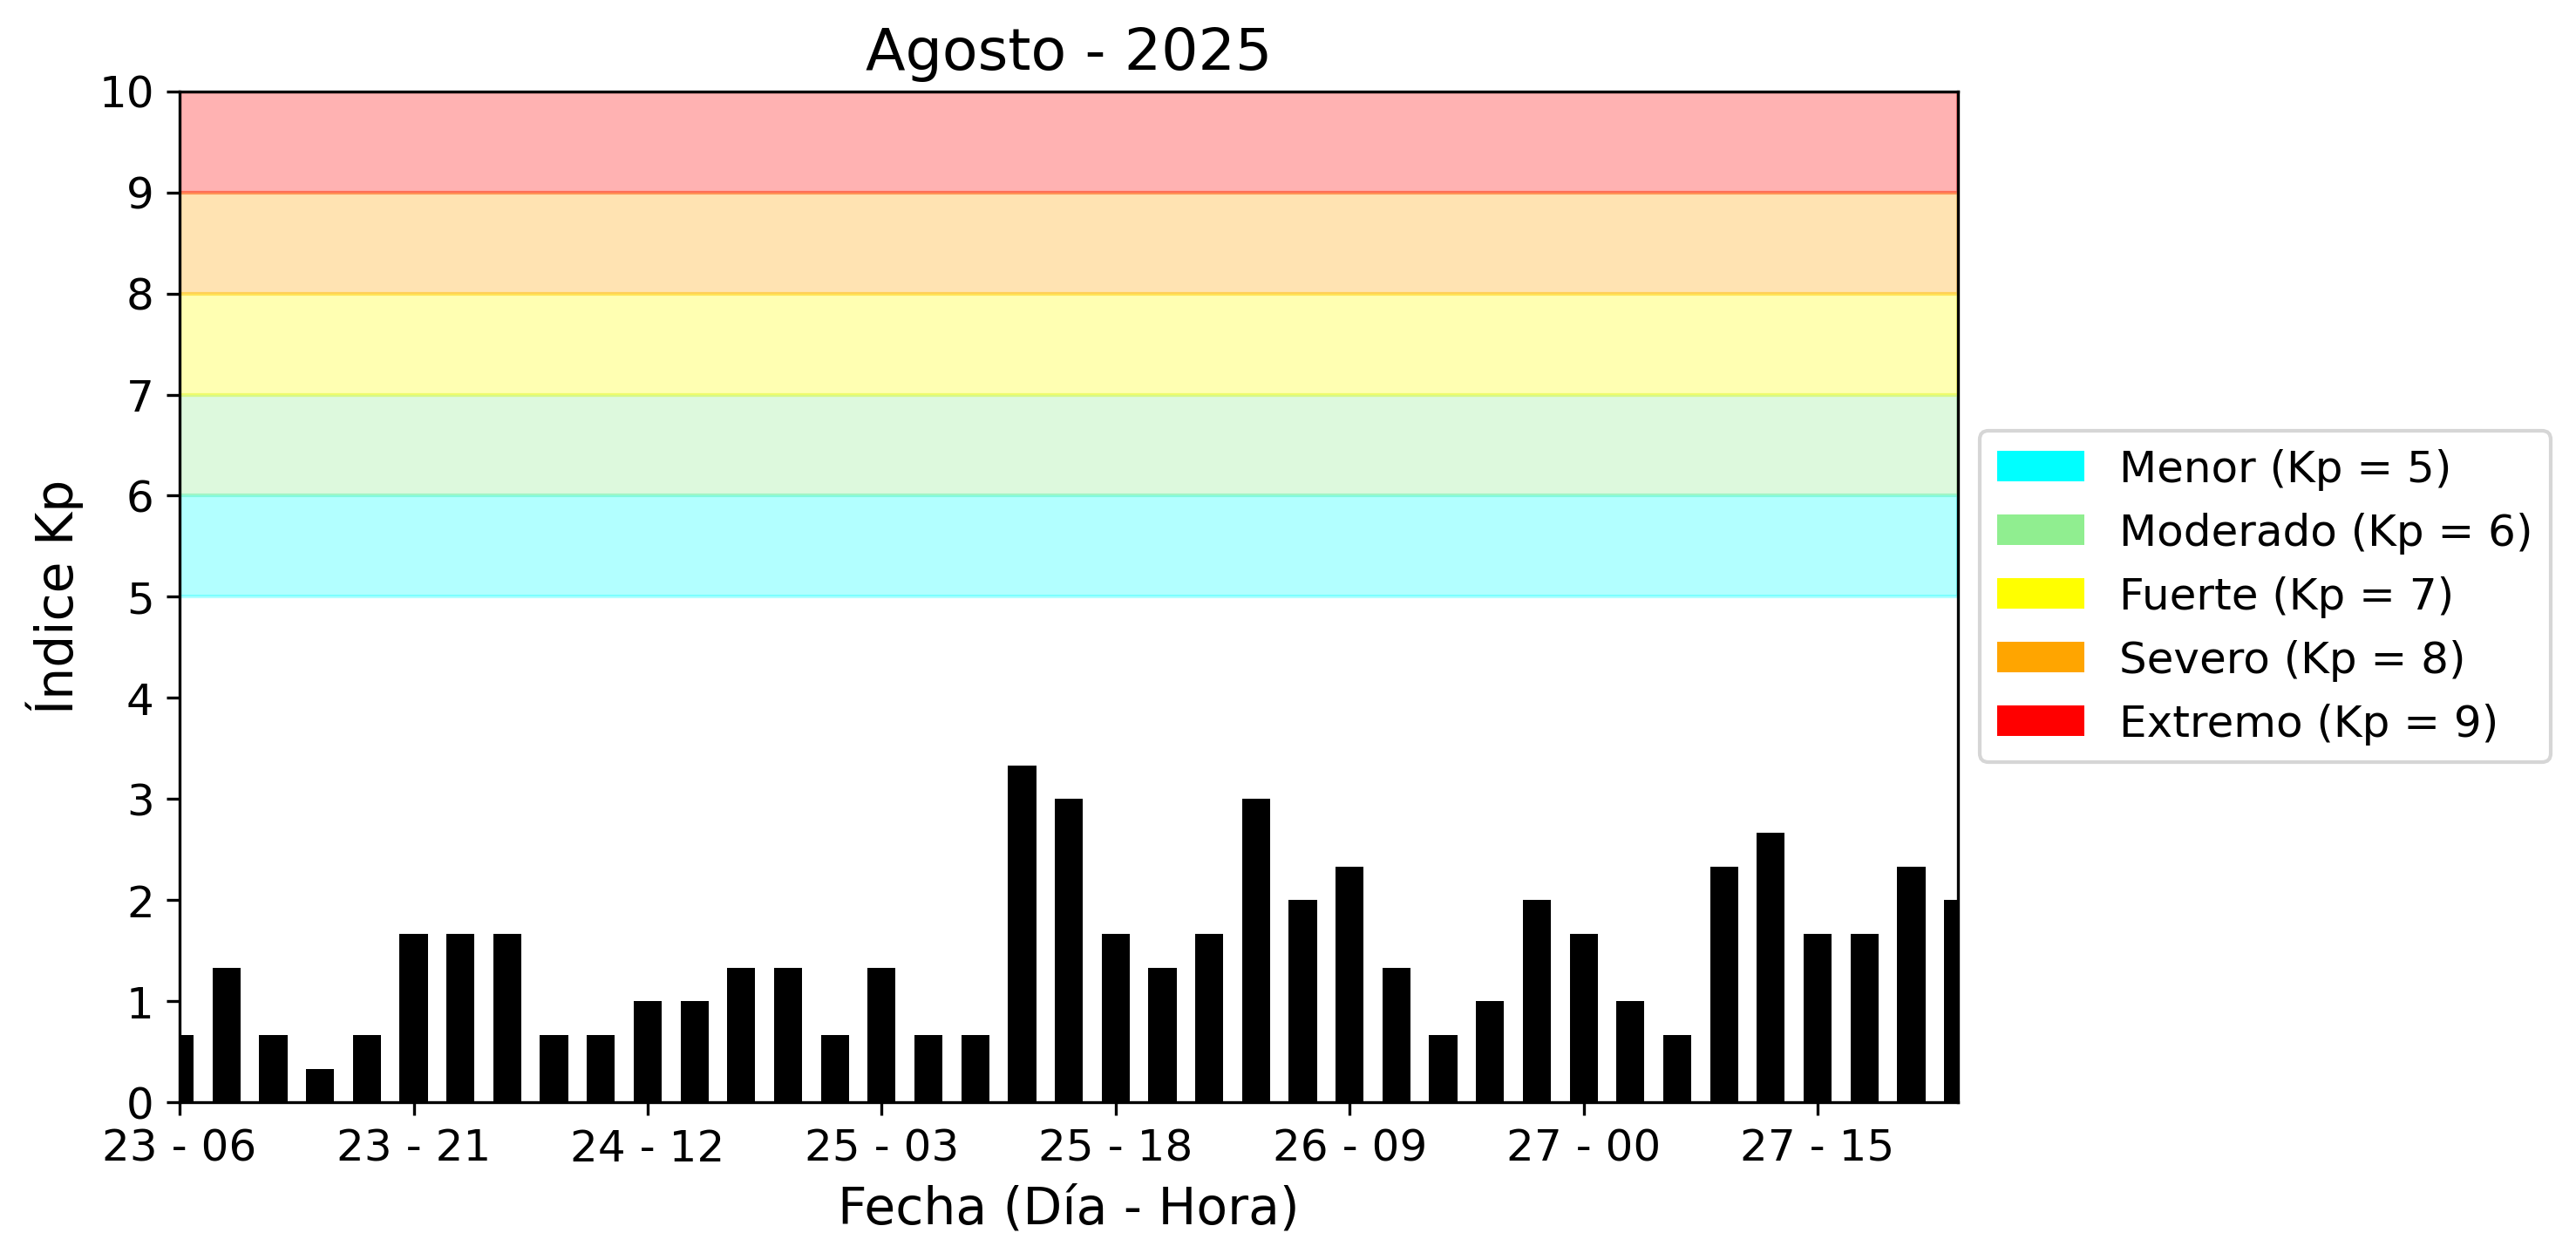 Agosto - 2025
10
9
8
7
6
5
4
3
2
1
0
Índice Kp
23 - 06 23 - 21 24 - 12 25 - 03 25 - 18 26 - 09 27 - 00 27 - 15
Fecha (Día - Hora)
Menor (Kp = 5)
Moderado (Kp = 6)
Fuerte (Kp = 7)
Severo (Kp = 8)
Extremo (Kp = 9)